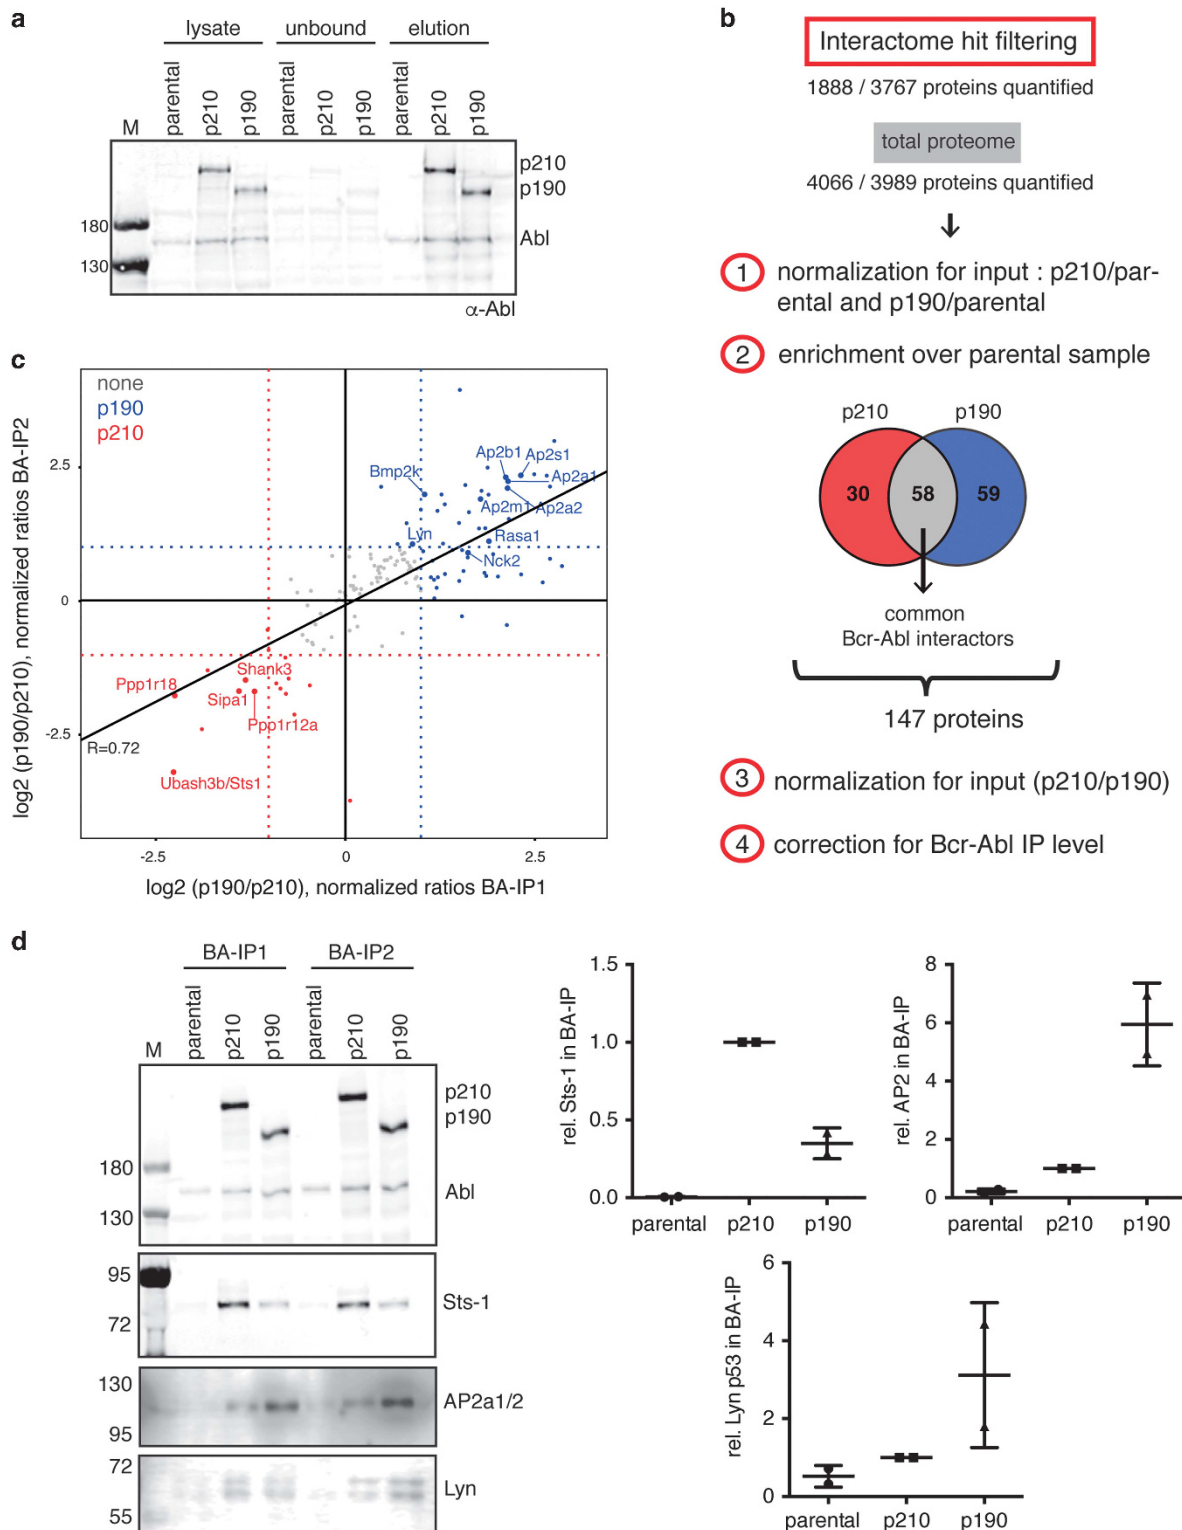 a
lysate unbound elution
M parental p210 p190 parental p210 p190 parental p210 p190
p210
p190
180
Abl
130
α-Abl
b
Interactome hit filtering
1888 / 3767 proteins quantified
total proteome
4066 / 3989 proteins quantified
1 normalization for input : p210/par-
ental and p190/parental
2 enrichment over parental sample
p210 p190
30 58 59
common
Bcr-Abl interactors
147 proteins
3 normalization for input (p210/p190)
4 correction for Bcr-Abl IP level
c
none
p190
p210
log2 (p190/p210), normalized ratios BA-IP2
2.5
0
-2.5
Bmp2k
Ap2b1 Ap2s1
Ap2a1
Ap2m1 Ap2a2
Lyn
Rasa1
Nck2
Shank3
Ppp1r18
Sipa1
Ppp1r12a
R=0.72
Ubash3b/Sts1
-2.5 0 2.5
log2 (p190/p210), normalized ratios BA-IP1
d
BA-IP1 BA-IP2
M parental p210 p190 parental p210 p190
p210
p190
180
Abl
130
95
Sts-1
72
130
AP2a1/2
95
72
Lyn
55
rel. Sts-1 in BA-IP
1.5
1.0
0.5
0.0
parental p210 p190
rel. AP2 in BA-IP
8
6
4
2
0
parental p210 p190
rel. Lyn p53 in BA-IP
6
4
2
0
parental p210 p190